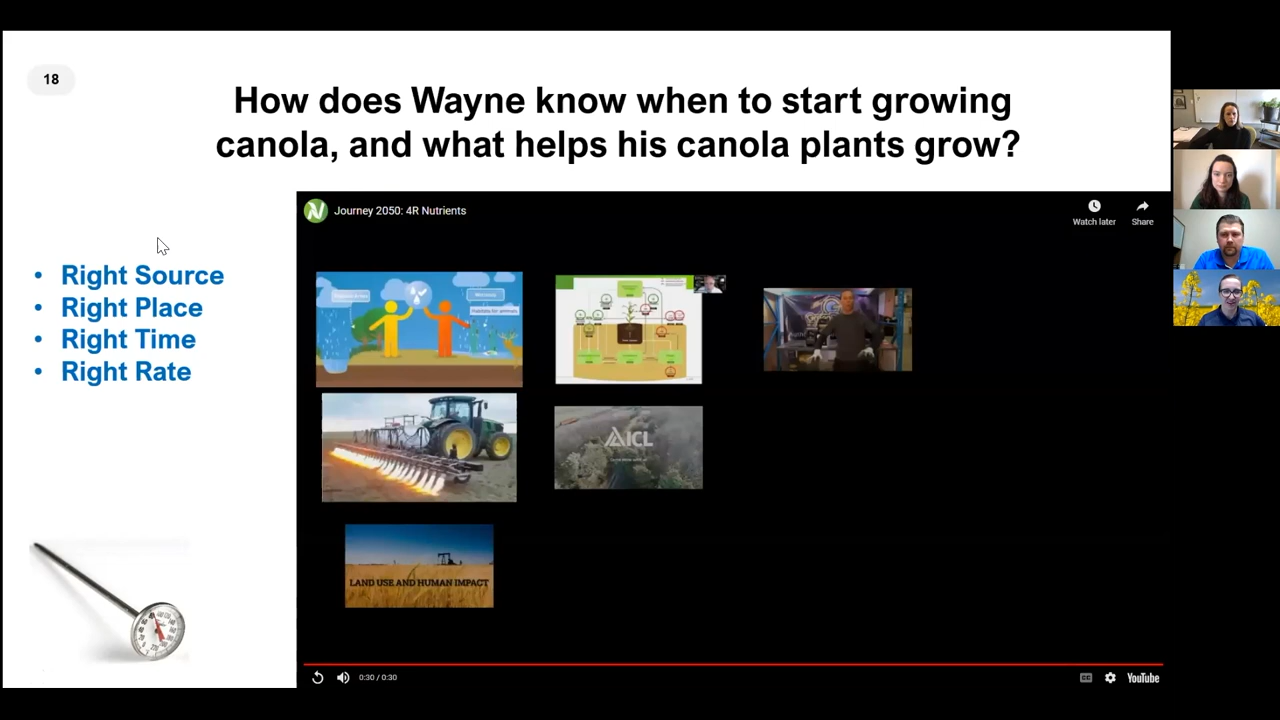 18
How does Wayne know when to start growing
canola, and what helps his canola plants grow?
Journey 2050: 4R Nutrients
Watch later
Share
• Right Source
• Right Place
• Right Time
• Right Rate
ICL
LAND USE AND HUMAN IMPACT
0:30 / 0:30
CC
YouTube